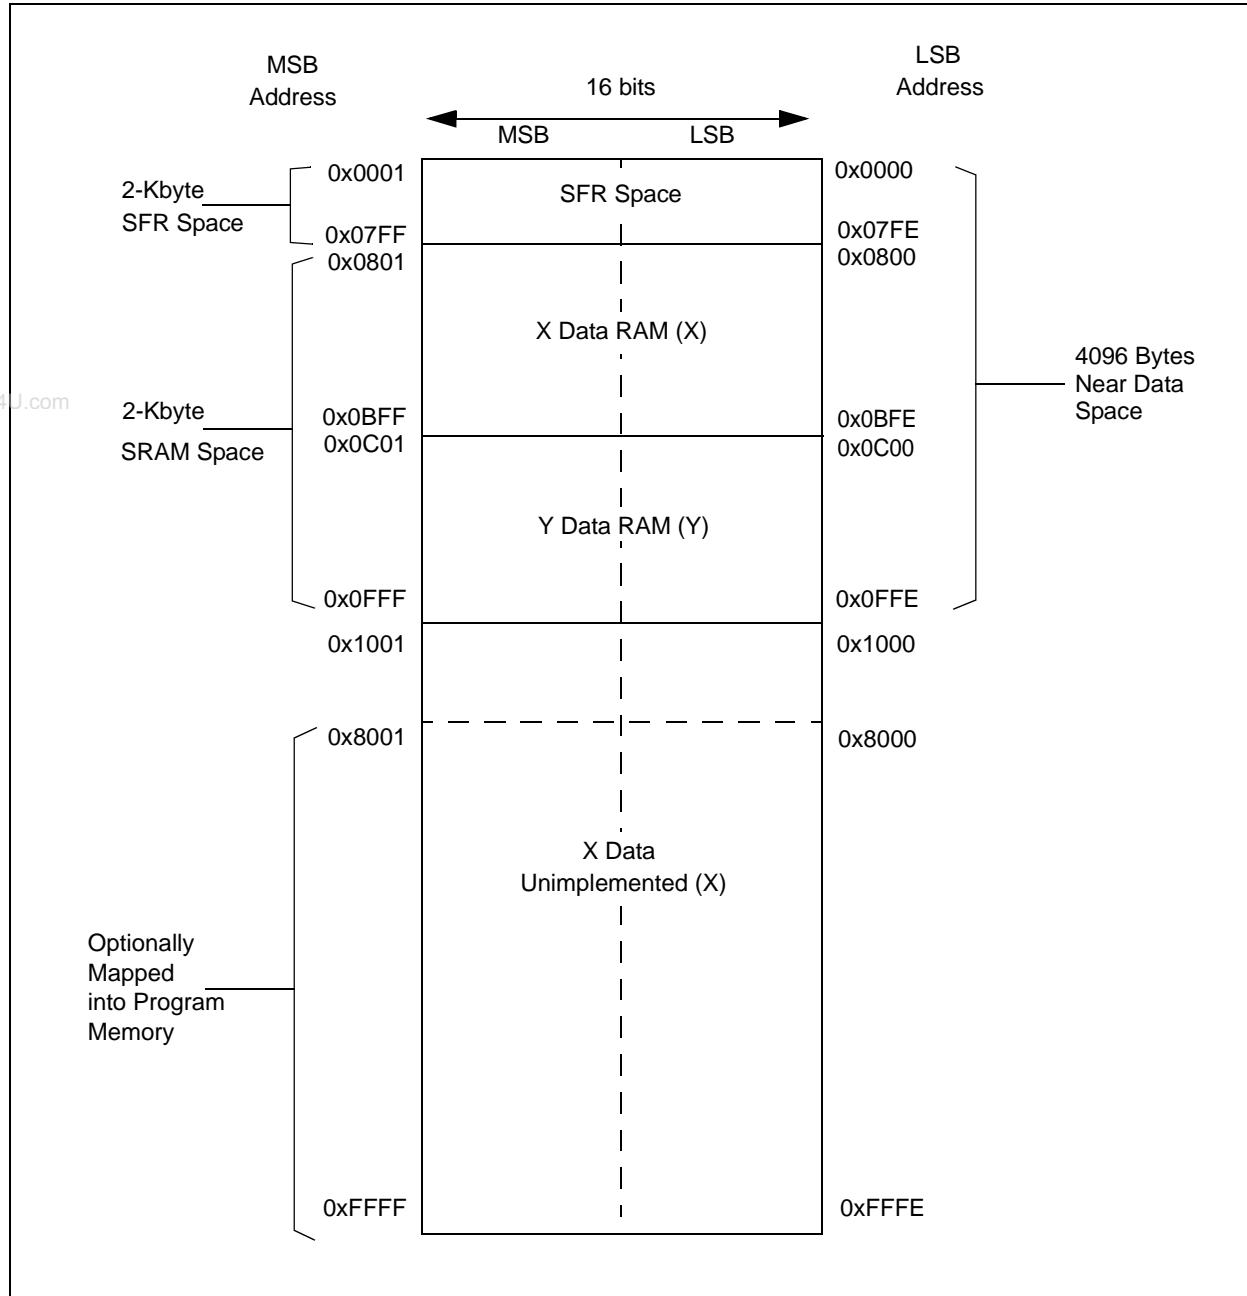 MSB
Address
16 bits
LSB
Address
MSB
LSB
2-Kbyte
SFR Space
0x0001
SFR Space
0x0000
0x07FF
0x07FE
0x0801
0x0800
X Data RAM (X)
4096 Bytes
Near Data
Space
4U.com
2-Kbyte
SRAM Space
0x0BFF
0x0BFE
0x0C01
0x0C00
Y Data RAM (Y)
0x0FFF
0x0FFE
0x1001
0x1000
0x8001
0x8000
X Data
Unimplemented (X)
Optionally
Mapped
into Program
Memory
0xFFFF
0xFFFE